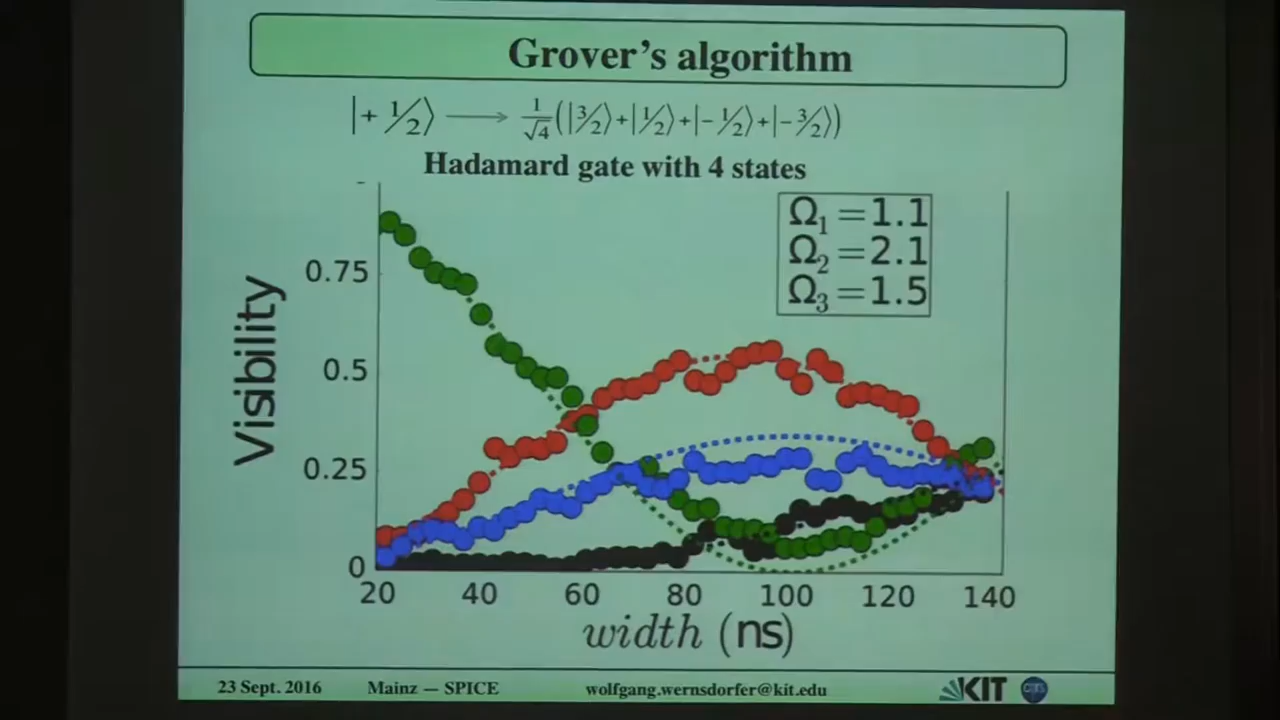 Grover's algorithm
|+ ½⟩ ⟶ 1/√4 (|3/2⟩+|½⟩+|-½⟩+|-3/2⟩)
Hadamard gate with 4 states
Ω₁ = 1.1
Ω₂ = 2.1
Ω₃ = 1.5
Visibility
0.75
0.5
0.25
0
20 40 60 80 100 120 140
width (ns)
23 Sept. 2016 Mainz — SPICE wolfgang.wernsdorfer@kit.edu KIT